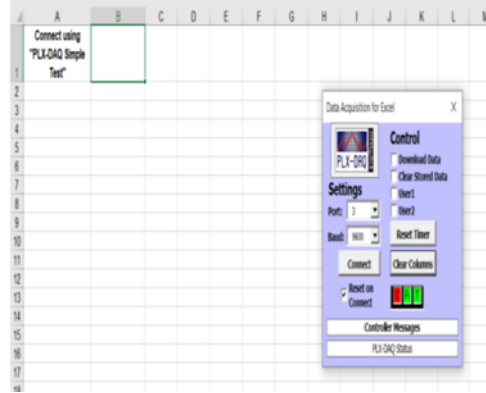 A B C D E F G H I J K L
Connect using
"PLX-DAQ Simple
Test"
1
2
3
4
5
6
7
8
9
10
11
12
13
14
15
16
17
18
Data Acquisition for Excel X
PLX-DAQ
Control
Download Data
Clear Stored Data
User1
User2
Settings
Port: 3
Baud: 9600
Reset Timer
Connect
Clear Columns
Reset on
Connect
Controller Messages
PLX-DAQ Status